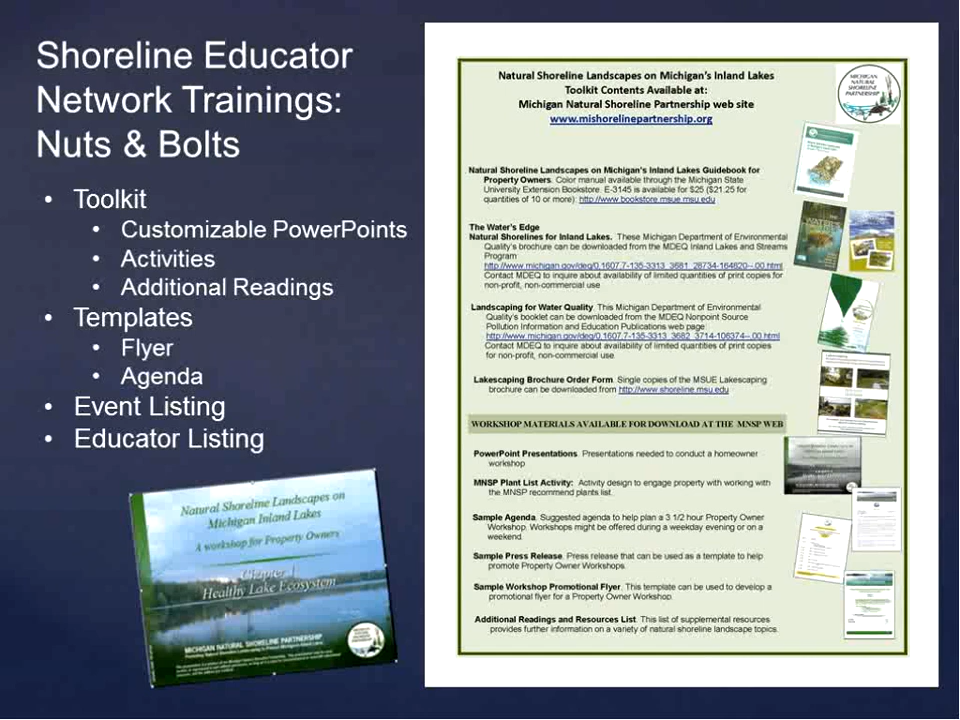 Shoreline Educator
Network Trainings:
Nuts & Bolts
• Toolkit
• Customizable PowerPoints
• Activities
• Additional Readings
• Templates
• Flyer
• Agenda
• Event Listing
• Educator Listing
Natural Shoreline Landscapes on
Michigan Inland Lakes
A workshop for Property Owners
Chapter 1
Healthy Lake Ecosystem
MICHIGAN NATURAL SHORELINE PARTNERSHIP
Natural Shoreline Landscapes on Michigan's Inland Lakes
Toolkit Contents Available at:
Michigan Natural Shoreline Partnership web site
www.mishorelinepartnership.org
MICHIGAN
NATURAL
SHORELINE
PARTNERSHIP
Natural Shoreline Landscapes on Michigan's Inland Lakes Guidebook for
Property Owners. Color manual available through the Michigan State
University Extension Bookstore. E-3145 is available for $25 ($21.25 for
quantities of 10 or more): http://www.bookstore.msue.msu.edu
The Water's Edge
Natural Shorelines for Inland Lakes. These Michigan Department of Environmental
Quality's brochure can be downloaded from the MDEQ Inland Lakes and Streams
Program
http://www.michigan.gov/deq/0,1607,7-135-3313_3681_28734-164820--,00.html
Contact MDEQ to inquire about availability of limited quantities of print copies for
non-profit, non-commercial use
Landscaping for Water Quality. This Michigan Department of Environmental
Quality's booklet can be downloaded from the MDEQ Nonpoint Source
Pollution Information and Education Publications web page:
http://www.michigan.gov/deq/0,1607,7-135-3313_3682_3714-106374--,00.html
Contact MDEQ to inquire about availability of limited quantities of print copies
for non-profit, non-commercial use.
Lakescaping Brochure Order Form. Single copies of the MSUE Lakescaping
brochure can be downloaded from http://www.shoreline.msu.edu
WORKSHOP MATERIALS AVAILABLE FOR DOWNLOAD AT THE MNSP WEB
PowerPoint Presentations. Presentations needed to conduct a homeowner
workshop
MNSP Plant List Activity: Activity design to engage property with working with
the MNSP recommend plants list.
Sample Agenda. Suggested agenda to help plan a 3 1/2 hour Property Owner
Workshop. Workshops might be offered during a weekday evening or on a
weekend.
Sample Press Release. Press release that can be used as a template to help
promote Property Owner Workshops.
Sample Workshop Promotional Flyer. This template can be used to develop a
promotional flyer for a Property Owner Workshop.
Additional Readings and Resources List. This list of supplemental resources
provides further information on a variety of natural shoreline landscape topics.